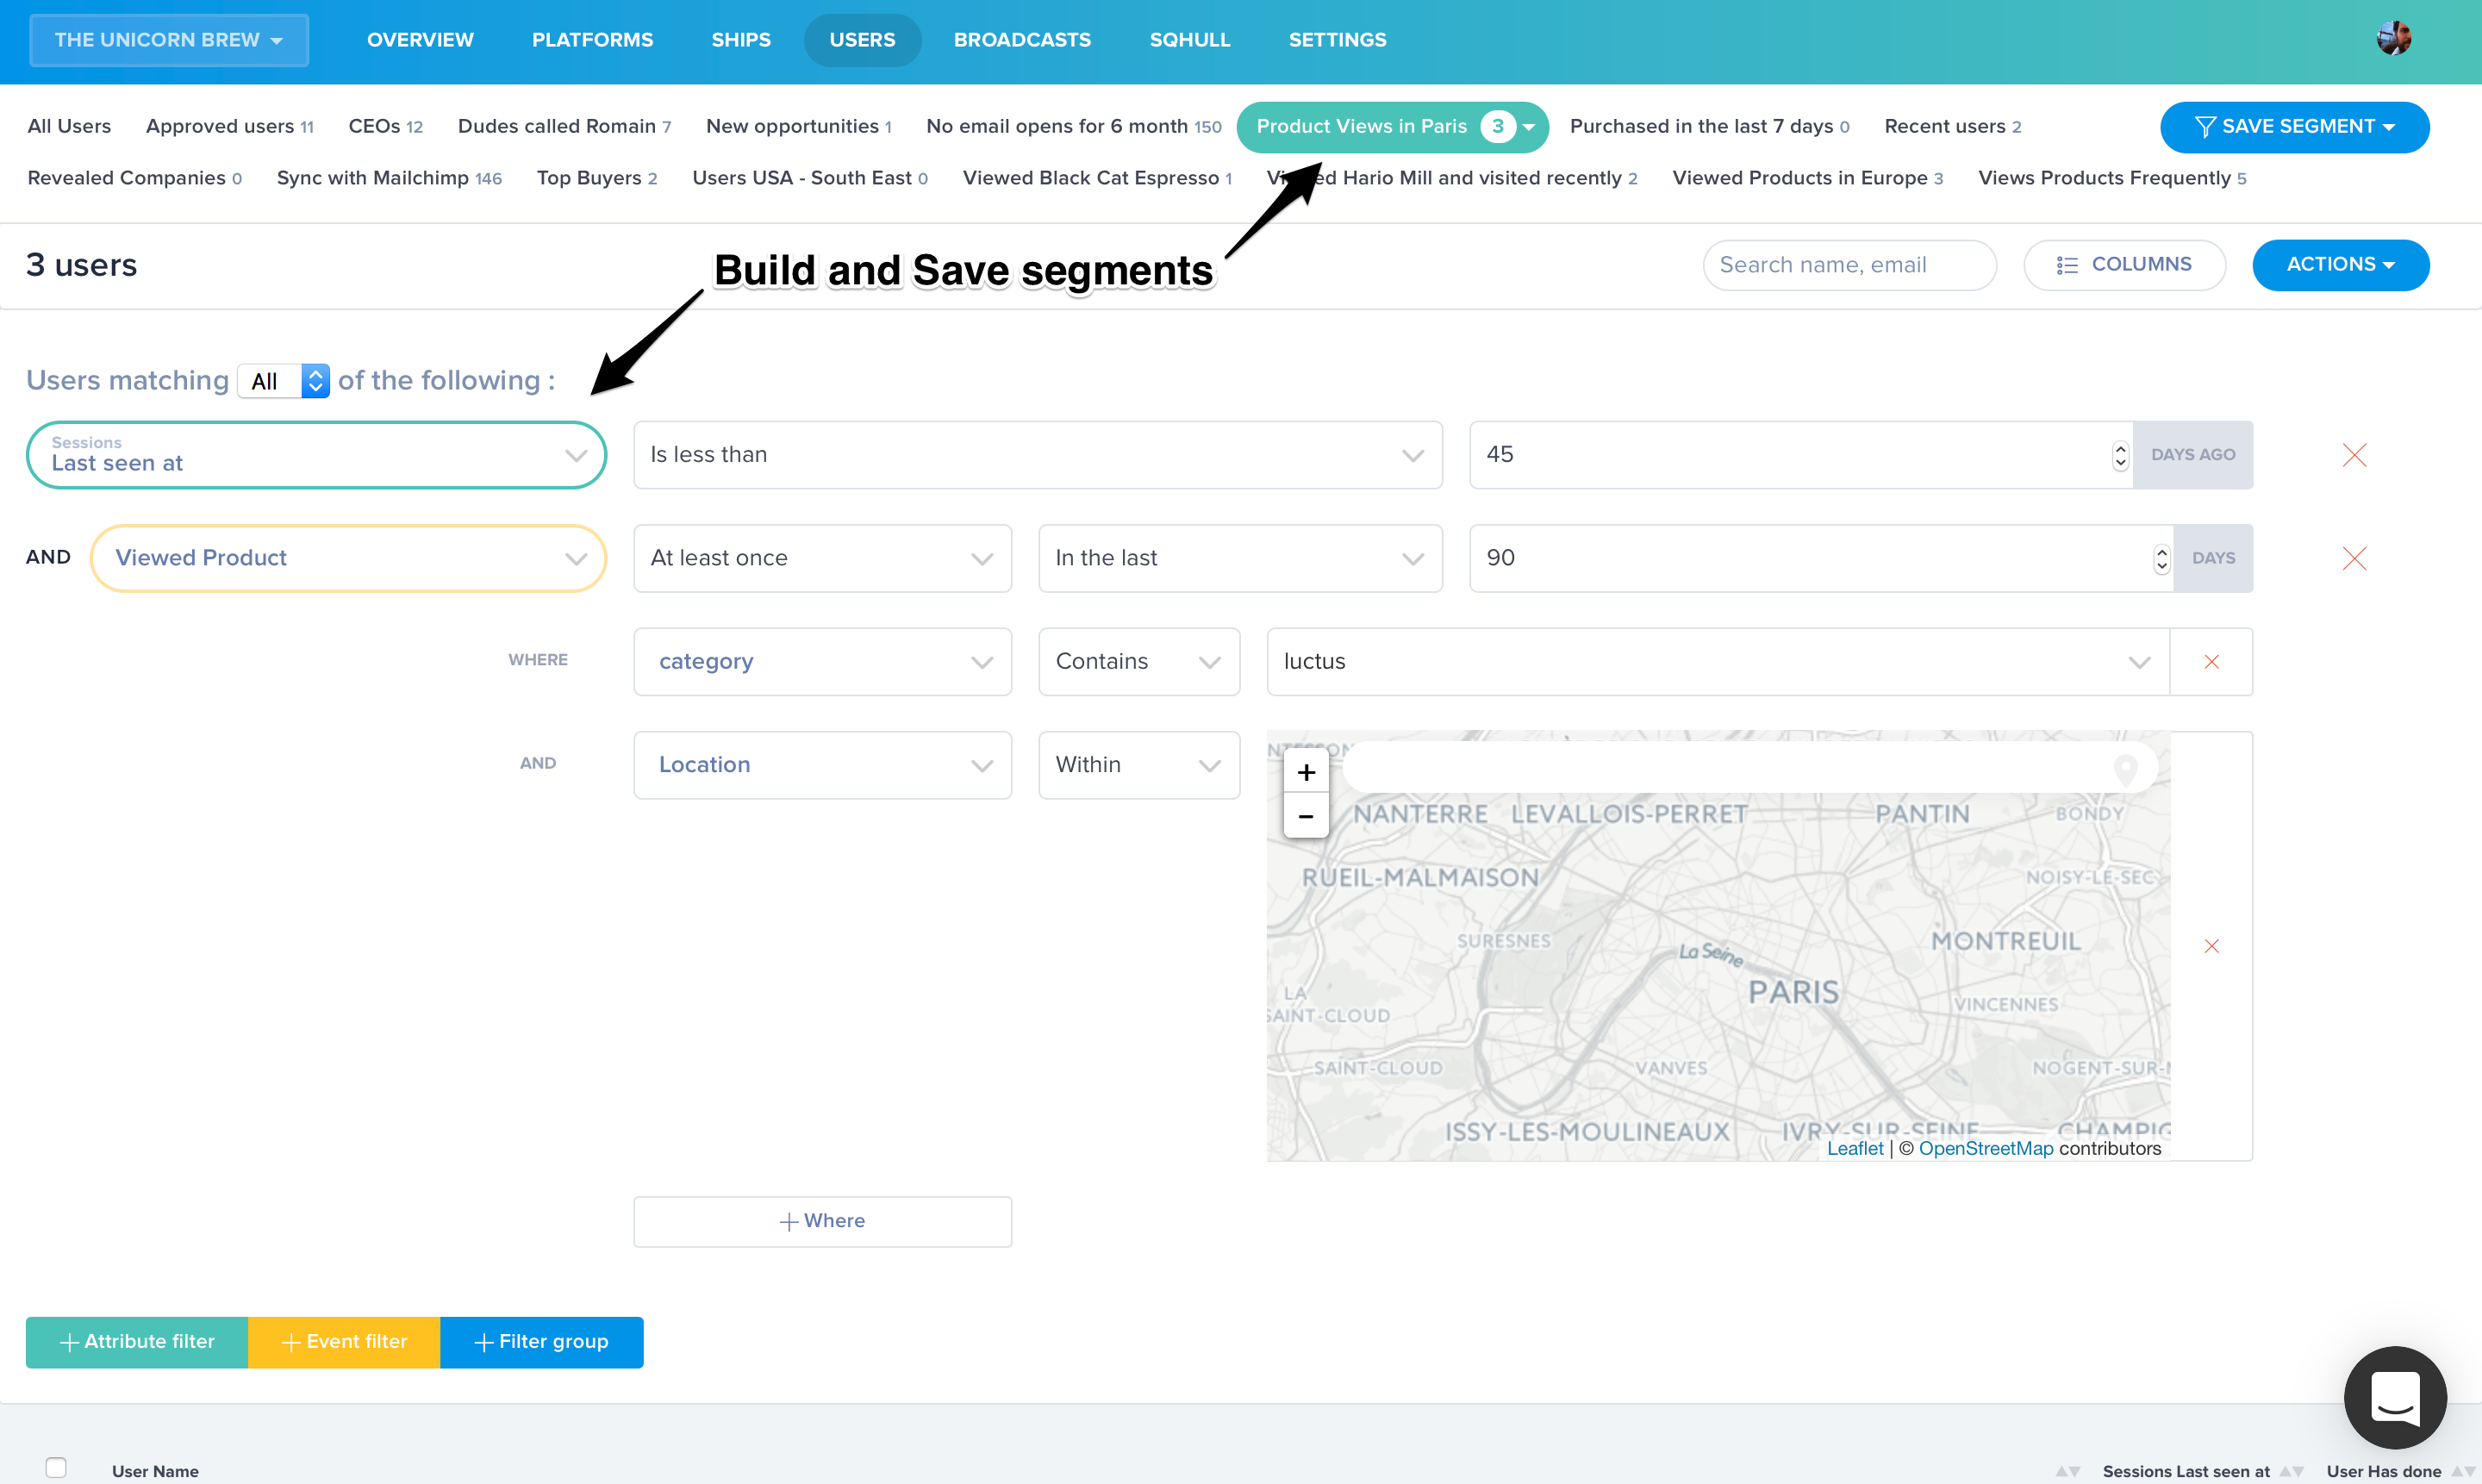 THE UNICORN BREW OVERVIEW PLATFORMS SHIPS USERS BROADCASTS SQHULL SETTINGS
All Users Approved users 11 CEOs 12 Dudes called Romain 7 New opportunities 1 No email opens for 6 month 150 Product Views in Paris 3 Purchased in the last 7 days 0 Recent users 2 SAVE SEGMENT
Revealed Companies 0 Sync with Mailchimp 146 Top Buyers 2 Users USA - South East 0 Viewed Black Cat Espresso 1 Hario Mill and visited recently 2 Viewed Products in Europe 3 Views Products Frequently 5
3 users Build and Save segments Search name, email COLUMNS ACTIONS
Users matching All of the following :
Sessions
Last seen at Is less than 45 DAYS AGO
AND Viewed Product At least once In the last 90 DAYS
WHERE category Contains luctus
AND Location Within
+
NANTERRE LEVALLOIS-PERRET PANTIN BONDY
−
RUEIL-MALMAISON NOISY-LE-SEC
SURESNES MONTREUIL
La Seine
PARIS
LA VINCENNES
SAINT-CLOUD
SAINT-CLOUD VANVES NOGENT-SUR-
ISSY-LES-MOULINEAUX IVRY-SUR-SEINE CHAMPIG
Leaflet | © OpenStreetMap contributors
+ Where
+ Attribute filter + Event filter + Filter group
User Name Sessions Last seen at User Has done